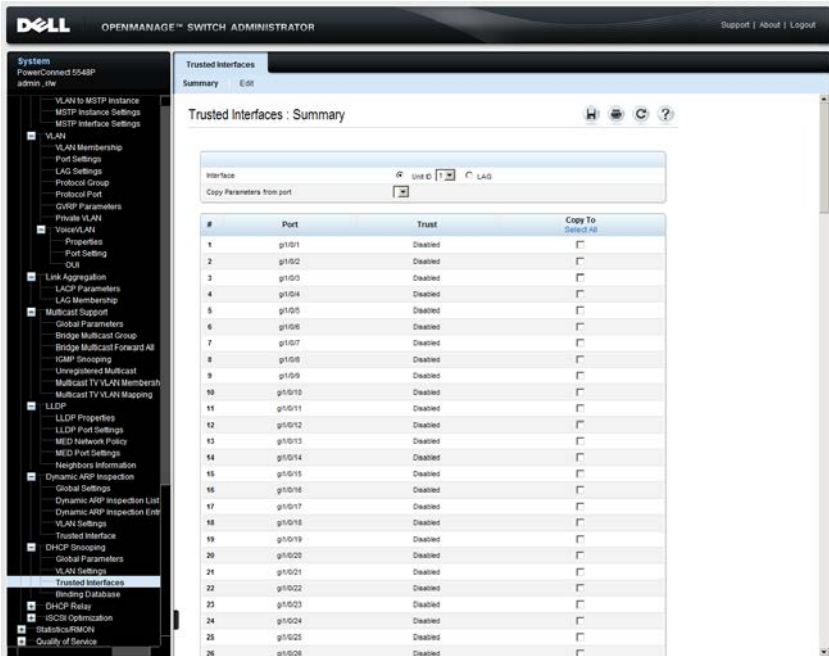 DELL OPENMANAGE™ SWITCH ADMINISTRATOR
Support | About | Logout
System
PowerConnect 5548P
admin , r/w
VLAN to MSTP Instance
MSTP Instance Settings
MSTP Interface Settings
VLAN
VLAN Membership
Port Settings
LAG Settings
Protocol Group
Protocol Port
GVRP Parameters
Private VLAN
VoiceVLAN
Properties
Port Setting
OUI
Link Aggregation
LACP Parameters
LAG Membership
Multicast Support
Global Parameters
Bridge Multicast Group
Bridge Multicast Forward All
IGMP Snooping
Unregistered Multicast
Multicast TV VLAN Membersh
Multicast TV VLAN Mapping
LLDP
LLDP Properties
LLDP Port Settings
MED Network Policy
MED Port Settings
Neighbors Information
Dynamic ARP Inspection
Global Settings
Dynamic ARP Inspection List
Dynamic ARP Inspection Entr
VLAN Settings
Trusted Interface
DHCP Snooping
Global Parameters
VLAN Settings
Trusted Interfaces
Binding Database
DHCP Relay
iSCSI Optimization
Statistics/RMON
Quality of Service
Trusted Interfaces
Summary Edit
Trusted Interfaces : Summary
Interface Unit ID 1 LAG
Copy Parameters from port
# Port Trust Copy To
Select All
1 gi1/0/1 Disabled
2 gi1/0/2 Disabled
3 gi1/0/3 Disabled
4 gi1/0/4 Disabled
5 gi1/0/5 Disabled
6 gi1/0/6 Disabled
7 gi1/0/7 Disabled
8 gi1/0/8 Disabled
9 gi1/0/9 Disabled
10 gi1/0/10 Disabled
11 gi1/0/11 Disabled
12 gi1/0/12 Disabled
13 gi1/0/13 Disabled
14 gi1/0/14 Disabled
15 gi1/0/15 Disabled
16 gi1/0/16 Disabled
17 gi1/0/17 Disabled
18 gi1/0/18 Disabled
19 gi1/0/19 Disabled
20 gi1/0/20 Disabled
21 gi1/0/21 Disabled
22 gi1/0/22 Disabled
23 gi1/0/23 Disabled
24 gi1/0/24 Disabled
25 gi1/0/25 Disabled
26 gi1/0/26 Disabled